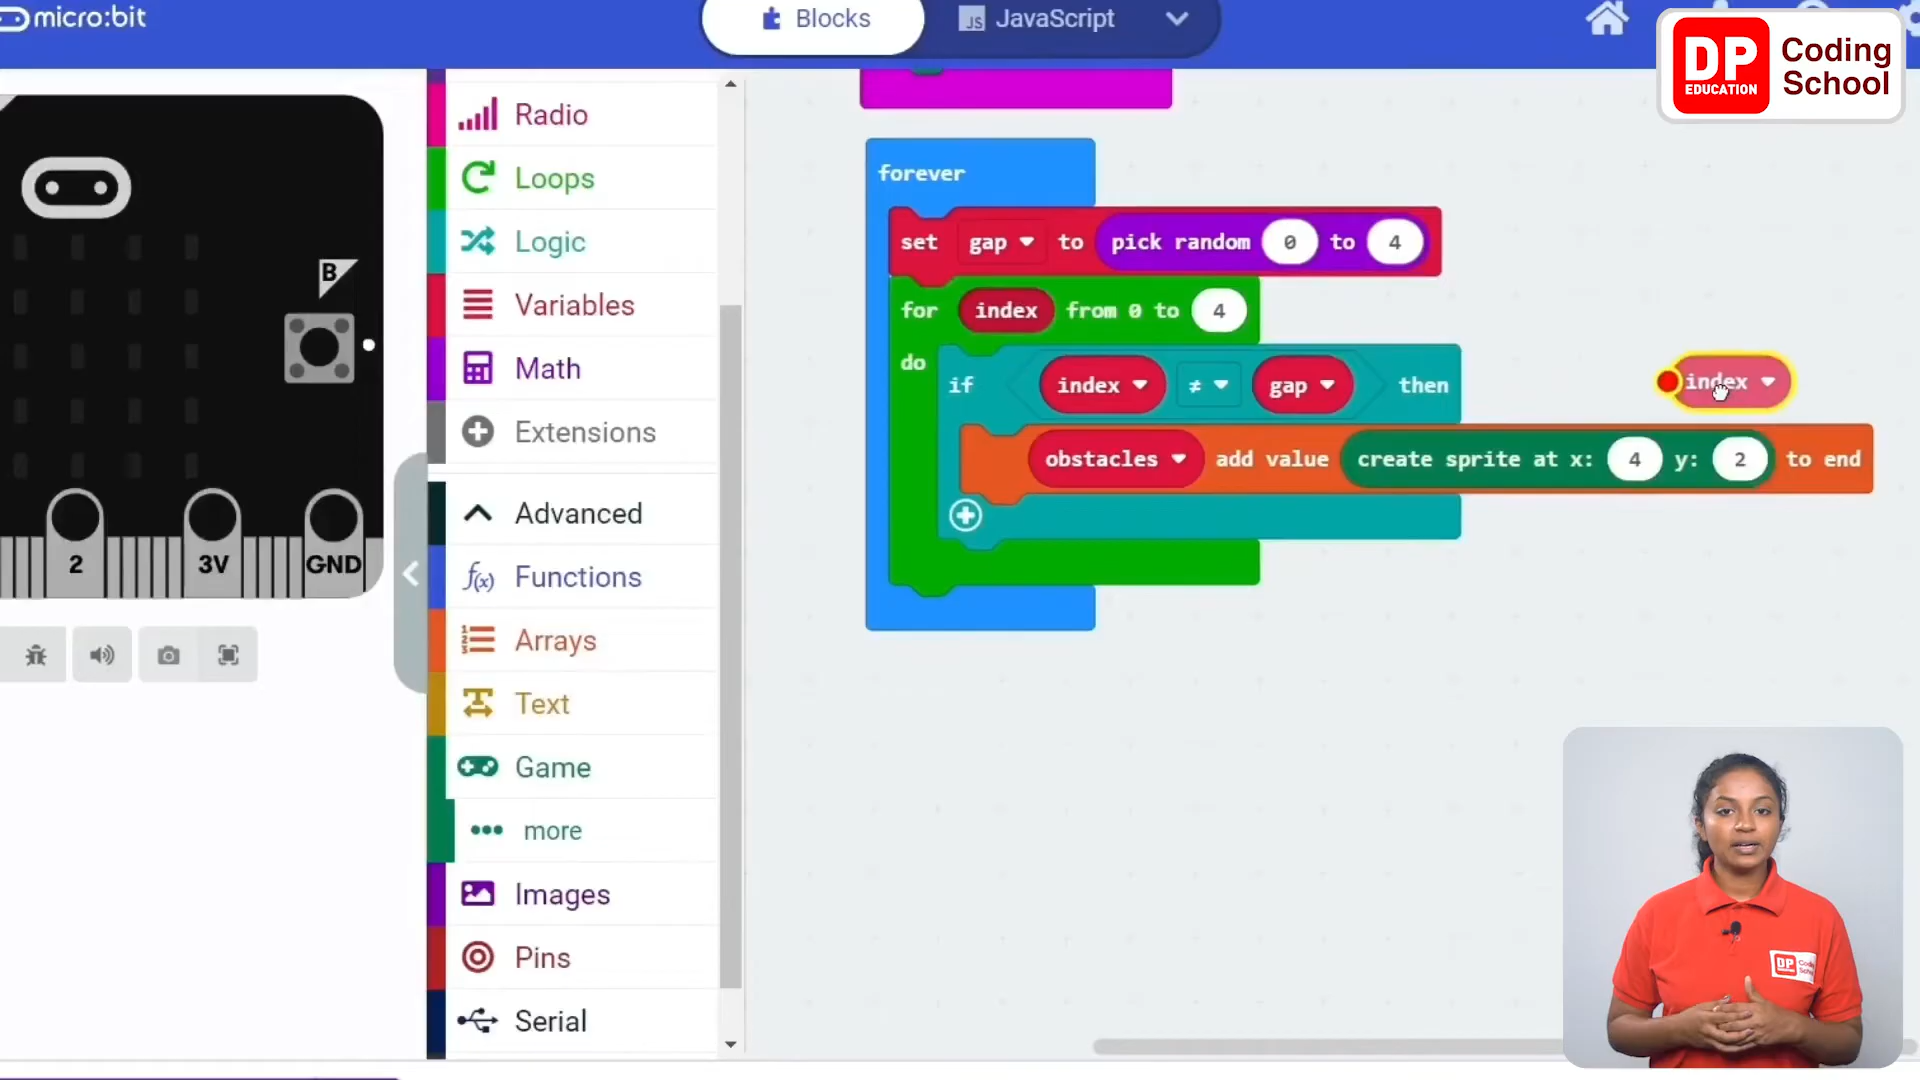 micro:bit
Blocks
JS JavaScript
DP EDUCATION Coding School
B
2 3V GND
Radio
Loops
Logic
Variables
Math
Extensions
Advanced
f(x) Functions
Arrays
Text
Game
more
Images
Pins
Serial
forever
set gap to pick random 0 to 4
for index from 0 to 4
do
if index ≠ gap then
index
obstacles add value create sprite at x: 4 y: 2 to end
DP